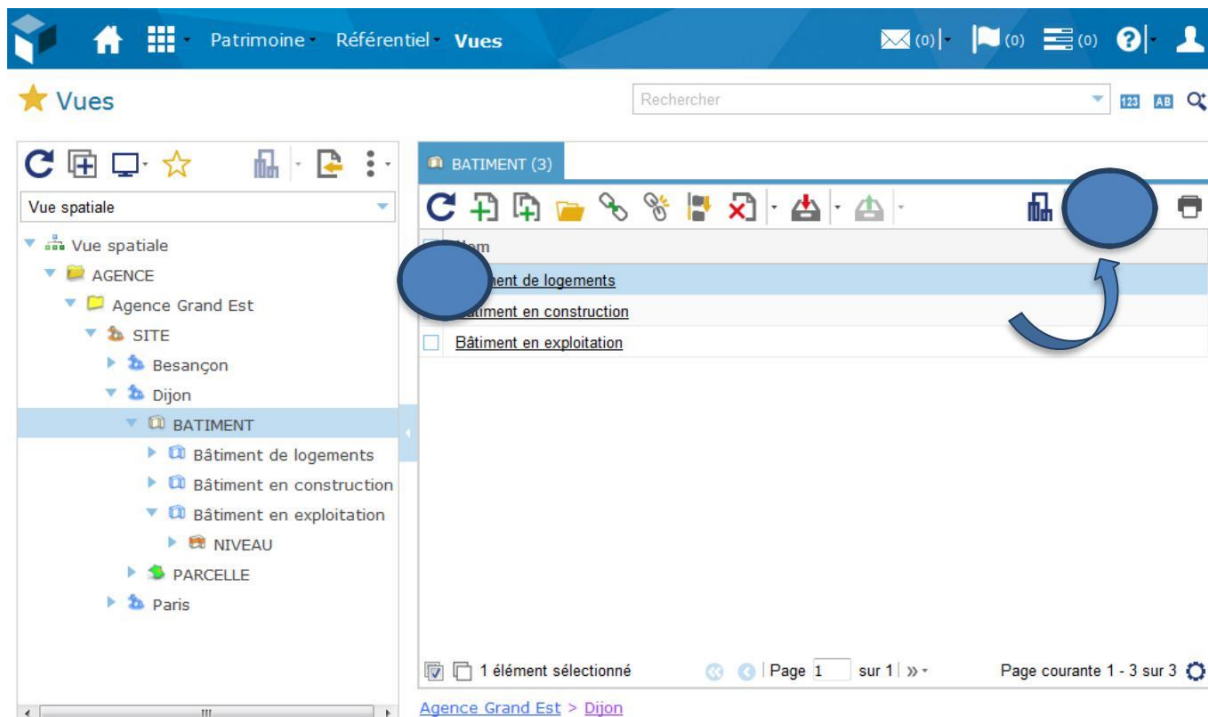 Patrimoine Référentiel Vues (0) (0) (0)
Vues
Rechercher
123 AB
BATIMENT (3)
Vue spatiale
Vue spatiale
AGENCE
Agence Grand Est
SITE
Besançon
Dijon
BATIMENT
Bâtiment de logements
Bâtiment en construction
Bâtiment en exploitation
NIVEAU
PARCELLE
Paris
de logements
en construction
Bâtiment en exploitation
1 élément sélectionné Page 1 sur 1 Page courante 1 - 3 sur 3
Agence Grand Est > Dijon